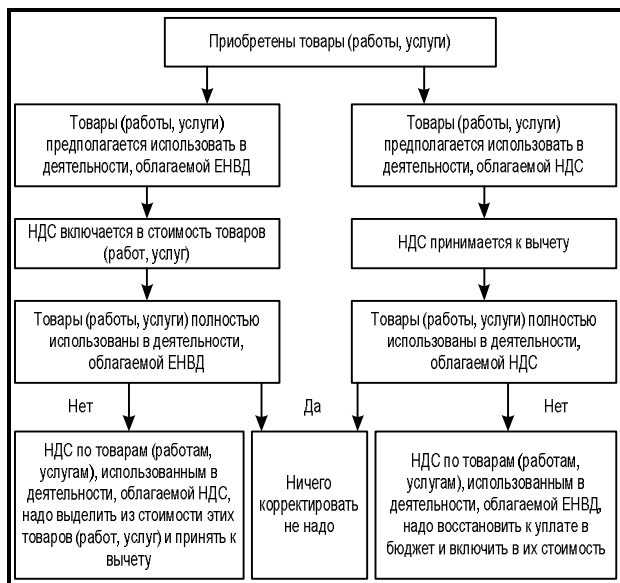 Приобретены товары (работы, услуги)
Товары (работы, услуги)
предполагается использовать в
деятельности, облагаемой ЕНВД
Товары (работы, услуги)
предполагается использовать в
деятельности, облагаемой НДС
НДС включается в стоимость товаров
(работ, услуг)
НДС принимается к вычету
Товары (работы, услуги) полностью
использованы в деятельности,
облагаемой ЕНВД
Товары (работы, услуги) полностью
использованы в деятельности,
облагаемой НДС
Нет
Да
Нет
НДС по товарам (работам,
услугам), использованным в
деятельности, облагаемой НДС,
надо выделить из стоимости этих
товаров (работ, услуг) и принять к
вычету
Ничего
корректировать
не надо
НДС по товарам (работам,
услугам), использованным в
деятельности, облагаемой ЕНВД,
надо восстановить к уплате в
бюджет и включить в их стоимость